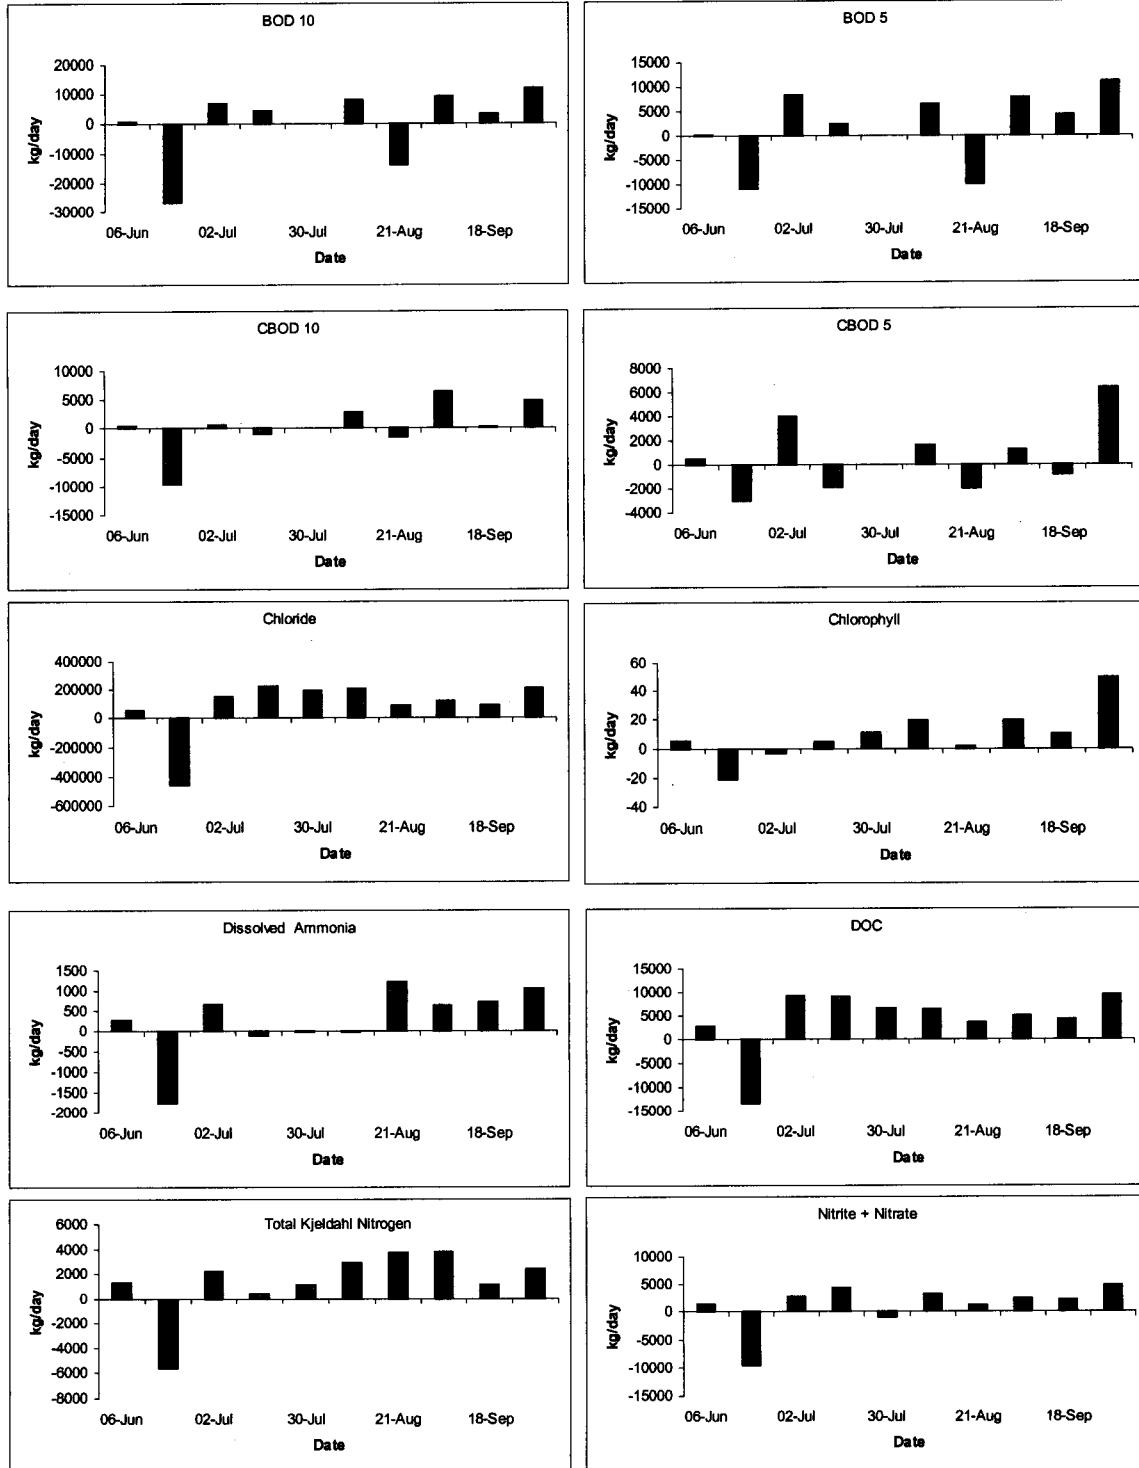 BOD 10
20000
10000
0
-10000
-20000
-30000
kg/day
06-Jun 02-Jul 30-Jul 21-Aug 18-Sep
Date
BOD 5
15000
10000
5000
0
-5000
-10000
-15000
kg/day
06-Jun 02-Jul 30-Jul 21-Aug 18-Sep
Date
CBOD 10
10000
5000
0
-5000
-10000
-15000
kg/day
06-Jun 02-Jul 30-Jul 21-Aug 18-Sep
Date
CBOD 5
8000
6000
4000
2000
0
-2000
-4000
kg/day
06-Jun 02-Jul 30-Jul 21-Aug 18-Sep
Date
Chloride
400000
200000
0
-200000
-400000
-600000
kg/day
06-Jun 02-Jul 30-Jul 21-Aug 18-Sep
Date
Chlorophyll
60
40
20
0
-20
-40
kg/day
06-Jun 02-Jul 30-Jul 21-Aug 18-Sep
Date
Dissolved Ammonia
1500
1000
500
0
-500
-1000
-1500
-2000
kg/day
06-Jun 02-Jul 30-Jul 21-Aug 18-Sep
Date
DOC
15000
10000
5000
0
-5000
-10000
-15000
kg/day
06-Jun 02-Jul 30-Jul 21-Aug 18-Sep
Date
Total Kjeldahl Nitrogen
6000
4000
2000
0
-2000
-4000
-6000
-8000
kg/day
06-Jun 02-Jul 30-Jul 21-Aug 18-Sep
Date
Nitrite + Nitrate
10000
5000
0
-5000
-10000
-15000
kg/day
06-Jun 02-Jul 30-Jul 21-Aug 18-Sep
Date